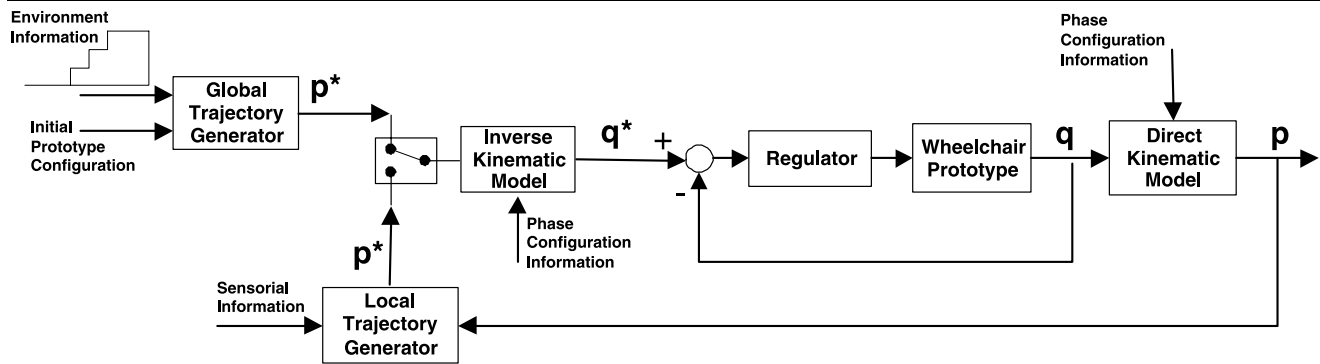 Environment
Information
Global
Trajectory
Generator
p*
Initial
Prototype
Configuration
Inverse
Kinematic
Model
q*
+
-
Regulator
Wheelchair
Prototype
q
Phase
Configuration
Information
Direct
Kinematic
Model
p
Phase
Configuration
Information
p*
Sensorial
Information
Local
Trajectory
Generator